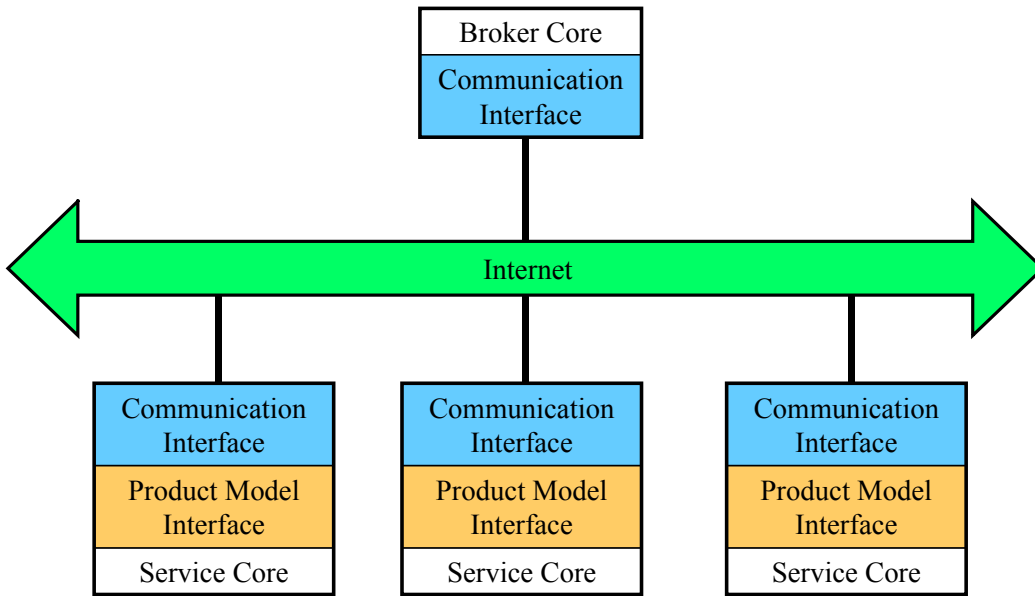 Broker Core
Communication
Interface
Internet
Communication
Interface
Product Model
Interface
Service Core
Communication
Interface
Product Model
Interface
Service Core
Communication
Interface
Product Model
Interface
Service Core